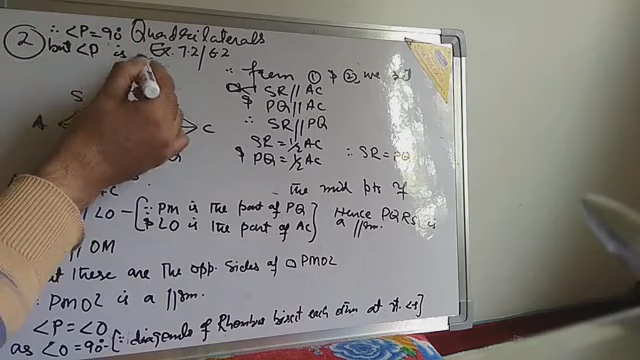 ② ∴ ∠P = 90° Quadrilaterals
but ∠P is Ex. 7.2/6.2
∴ from ① & ②, we
SR // AC
& PQ // AC
∴ SR // PQ
SR = 1/2 AC
& PQ = 1/2 AC ∴ SR = PQ
A C
the mid pts of
LO - [∵ PM is the part of PQ
& LO is the part of AC] Hence PQRS is
a //gm.
// OM
these are the opp. sides of □ PMOL
∴ PMOL is a //gm.
∠P = ∠O
as ∠O = 90° - [∵ diagonals of Rhombus bisect each other at rt. ∠s]